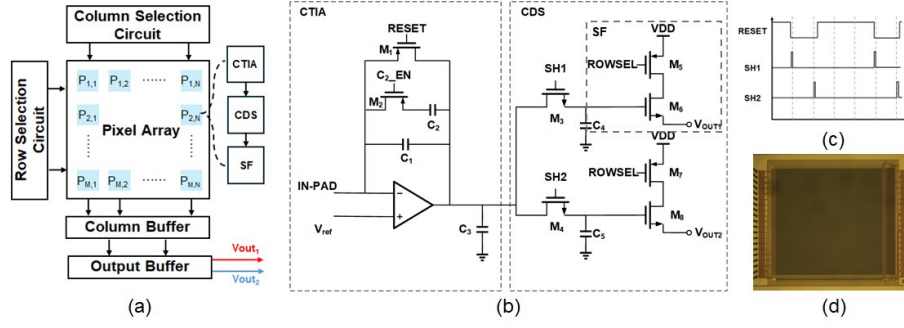 (a)
Column Selection
Circuit
Row Selection
Circuit
P1,1 P1,2 ...... P1,N
P2,1 P2,N
Pixel Array
PM,1 PM,2 ...... PM,N
CTIA
CDS
SF
Column Buffer
Output Buffer
Vout1
Vout2
(a)
CTIA
RESET
M1
C2_EN
M2
C2
C1
IN-PAD
Vref
−
+
C3
(b)
CDS
SH1
M3
C4
SF
VDD
ROWSEL
M5
M6
VOUT1
SH2
M4
C5
VDD
ROWSEL
M7
M8
VOUT2
RESET
SH1
SH2
(c)
(d)